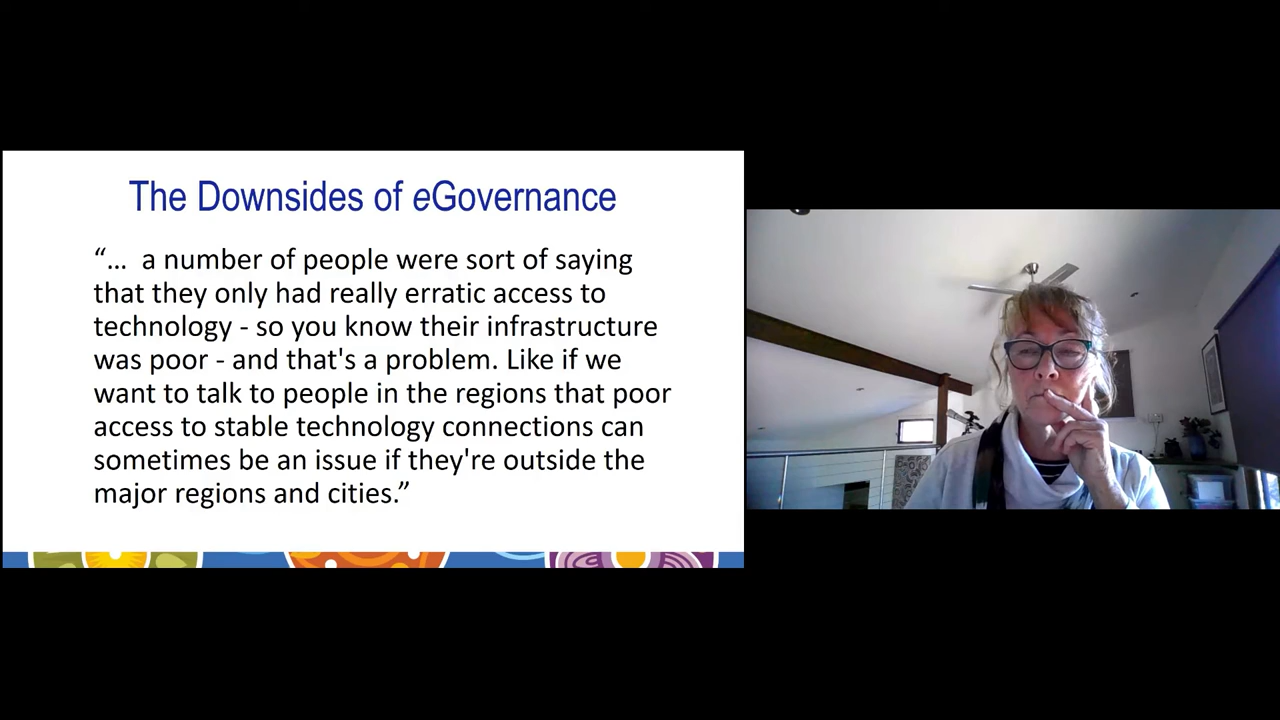 The Downsides of eGovernance
“… a number of people were sort of saying
that they only had really erratic access to
technology - so you know their infrastructure
was poor - and that's a problem. Like if we
want to talk to people in the regions that poor
access to stable technology connections can
sometimes be an issue if they're outside the
major regions and cities.”